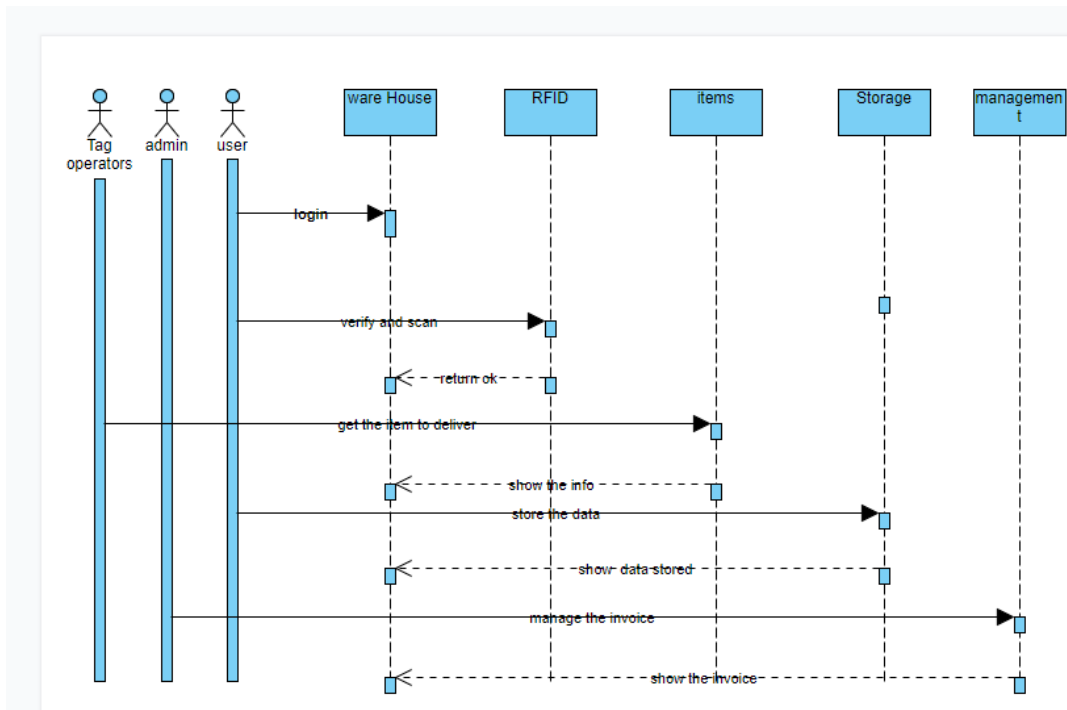 Tag
operators
admin
user
ware House
RFID
items
Storage
managemen
t
login
verify and scan
return ok
get the item to deliver
show the info
store the data
show data stored
manage the invoice
show the invoice